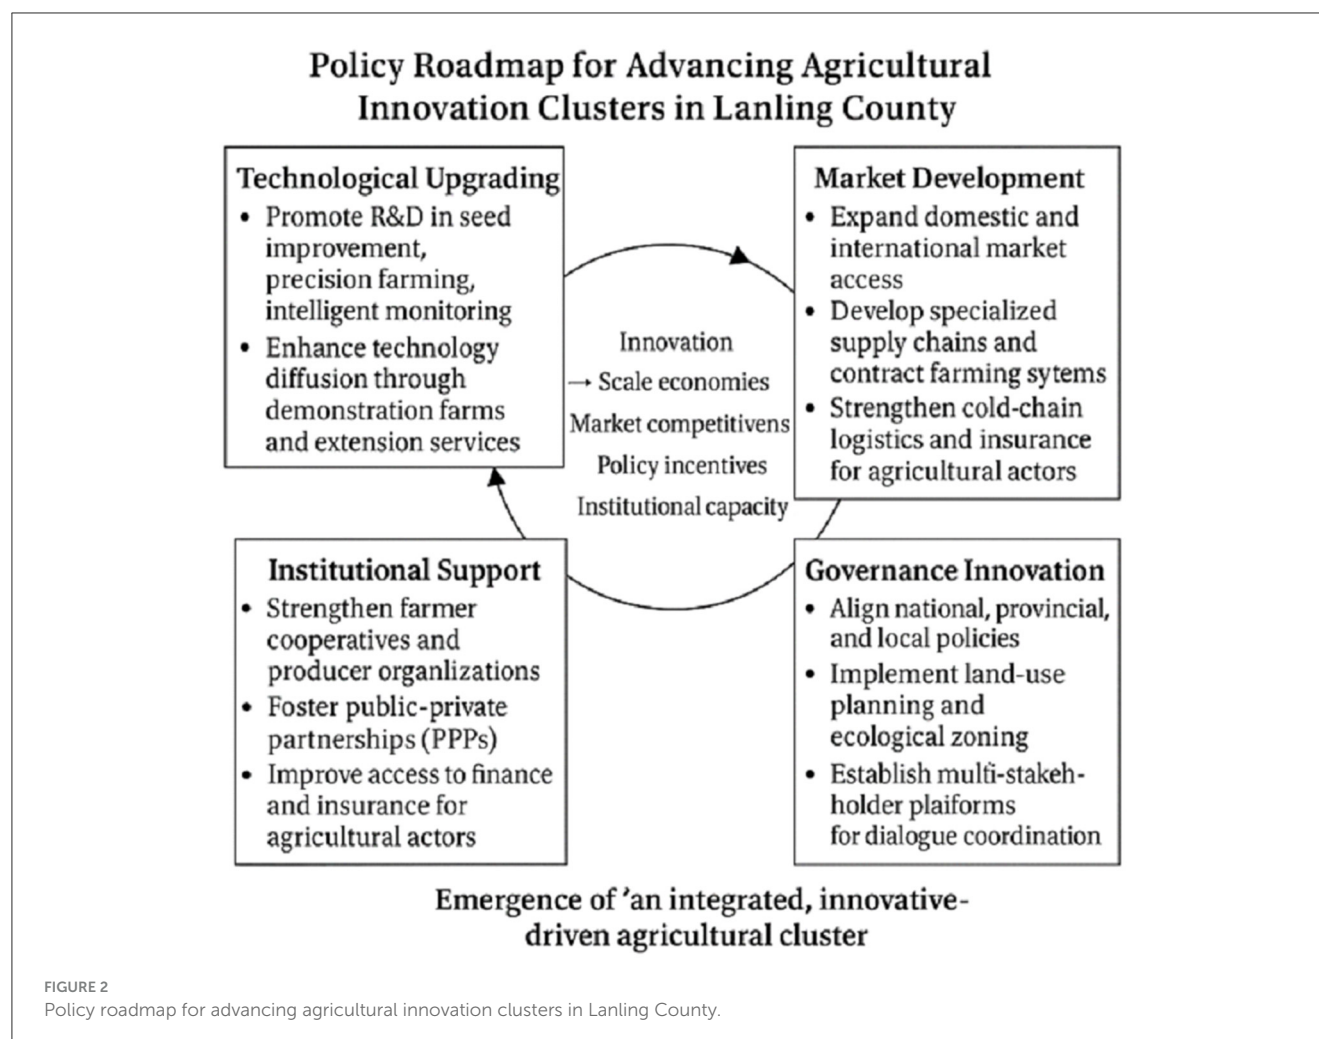 Policy Roadmap for Advancing Agricultural
Innovation Clusters in Lanling County
Technological Upgrading
• Promote R&D in seed
improvement,
precision farming,
intelligent monitoring
• Enhance technology
diffusion through
demonstration farms
and extension services
Market Development
• Expand domestic and
international market
access
• Develop specialized
supply chains and
contract farming sytems
• Strengthen cold-chain
logistics and insurance
for agricultural actors
Innovation
→ Scale economies
Market competitivens
Policy incentives
Institutional capacity
Institutional Support
• Strengthen farmer
cooperatives and
producer organlizations
• Foster public-private
partnerships (PPPs)
• Improve access to finance
and insurance for
agricultural actors
Governance Innovation
• Align national, provincial,
and local policies
• Implement land-use
planning and
ecological zoning
• Establish multi-stakeh-
holder plaiforms
for dialogue coordination
Emergence of ’an integrated, innovative-
driven agricultural cluster
FIGURE 2
Policy roadmap for advancing agricultural innovation clusters in Lanling County.